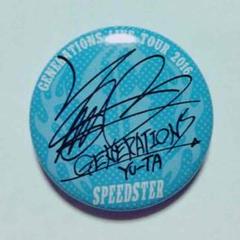 GENERATIONS LIVE TOUR 2016
GENERATIONS
YU-TA
SPEEDSTER